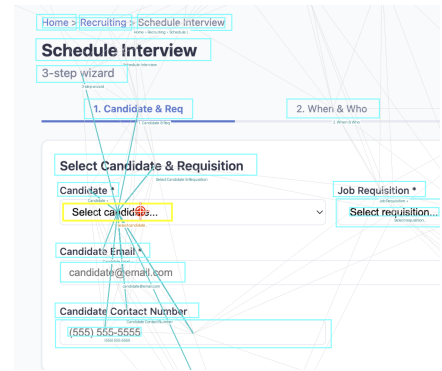 Home > Recruiting > Schedule Interview
Schedule Interview
3-step wizard
1. Candidate & Req
2. When & Who
Select Candidate & Requisition
Candidate *
Job Requisition *
Select candidate...
Select requisition...
Candidate Email *
candidate@email.com
Candidate Contact Number
(555) 555-5555